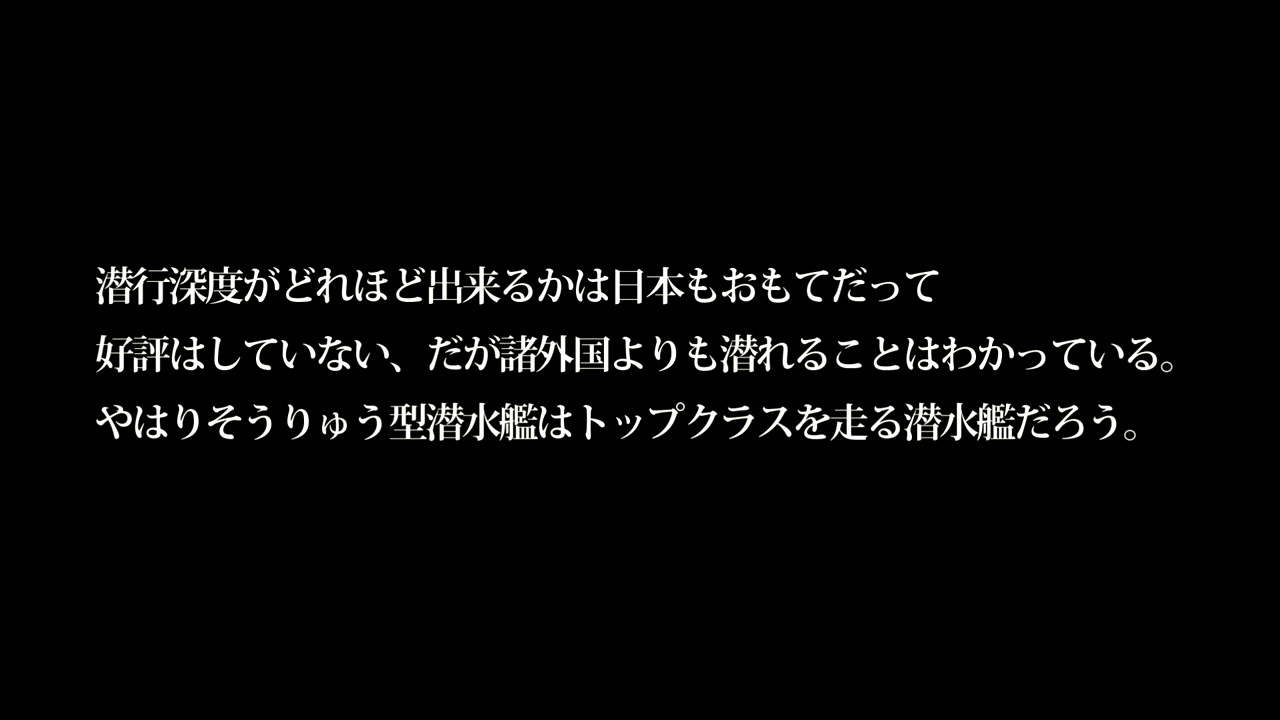 潜行深度がどれほど出来るかは日本もおもてだって
好評はしていない、だが諸外国よりも潜れることはわかっている。
やはりそうりゅう型潜水艦はトップクラスを走る潜水艦だろう。